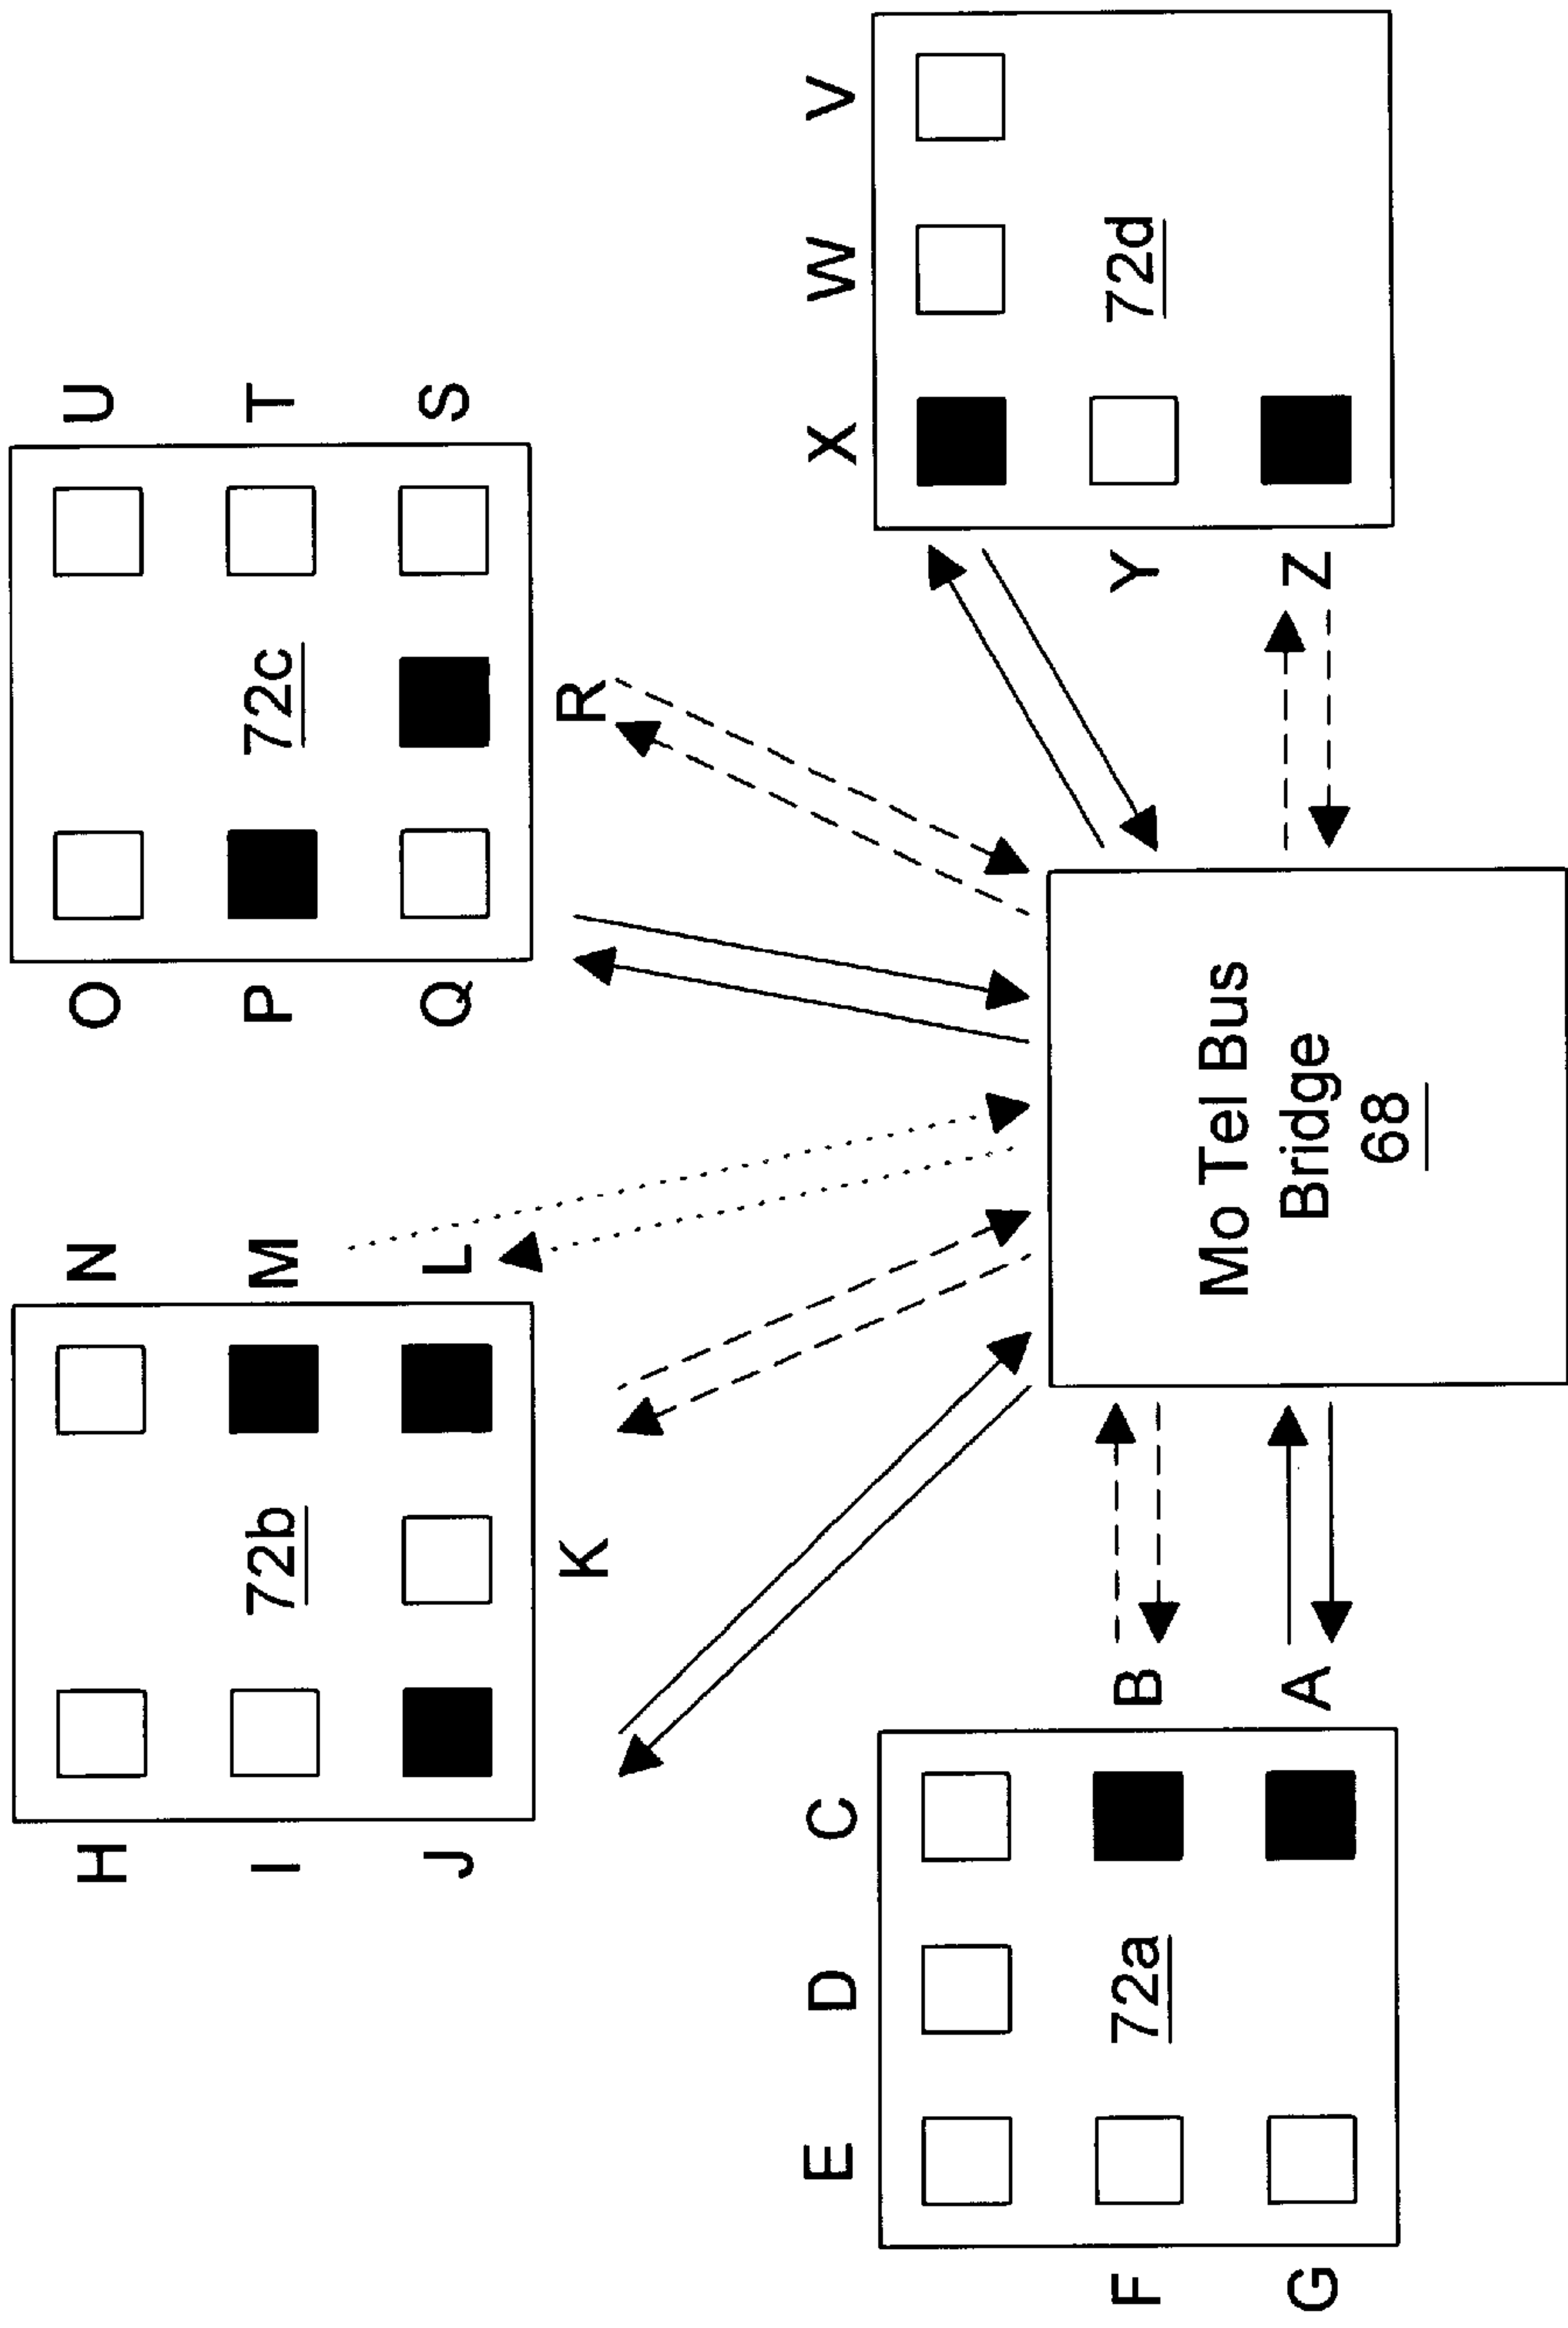 H
N
O
U
I
72b
M
P
72c
T
J
L
Q
S
K
R
E
D
C
X
W
V
F
72a
B
Mo Tel Bus
Y
72d
G
A
Bridge
Z
68